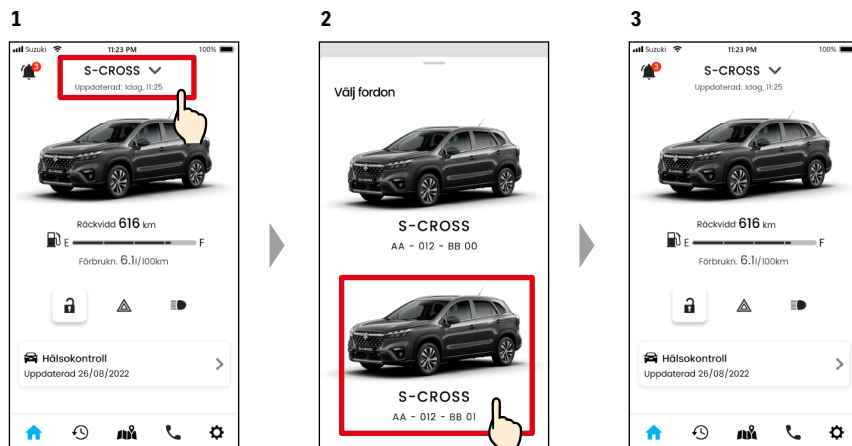 1
Suzuki 11:23 PM 100%
3
S-CROSS
Uppdaterad: Idag, 11:25
Räckvidd 616 km
E F
Förbrukn. 6.1l/100km
Hälsokontroll
Uppdaterad 26/08/2022
2
Välj fordon
S-CROSS
AA - 012 - BB 00
S-CROSS
AA - 012 - BB 01
3
Suzuki 11:23 PM 100%
3
S-CROSS
Uppdaterad: Idag, 11:25
Räckvidd 616 km
E F
Förbrukn. 6.1l/100km
Hälsokontroll
Uppdaterad 26/08/2022